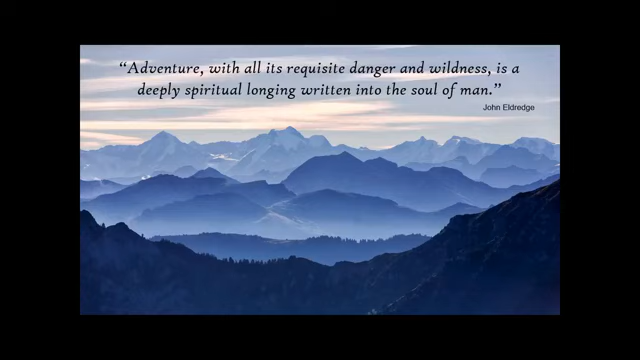 “Adventure, with all its requisite danger and wildness, is a
deeply spiritual longing written into the soul of man.”
John Eldredge